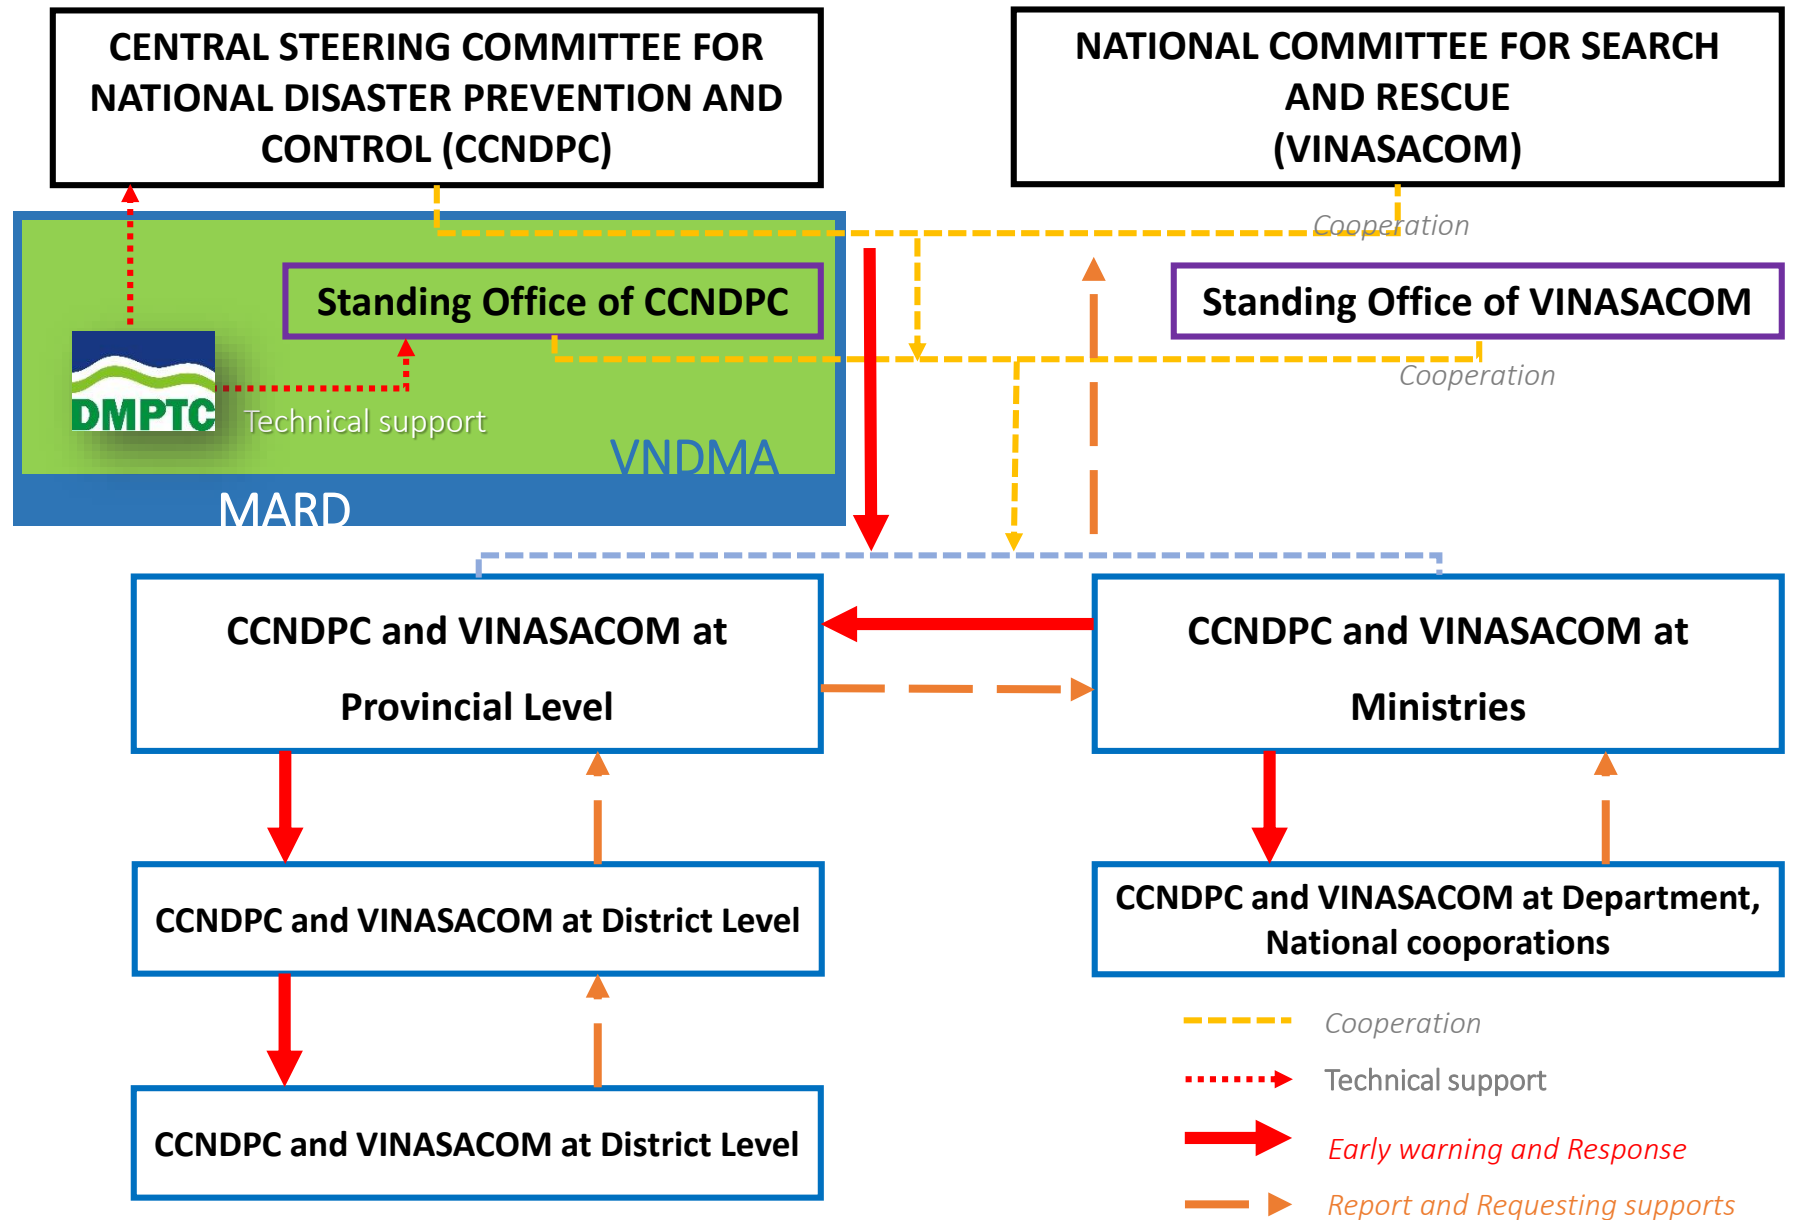 CENTRAL STEERING COMMITTEE FOR
NATIONAL DISASTER PREVENTION AND
CONTROL (CCNDPC)
NATIONAL COMMITTEE FOR SEARCH
AND RESCUE
(VINASACOM)
Cooperation
Standing Office of CCNDPC
Standing Office of VINASACOM
Cooperation
DMPTC
Technical support
VNDMA
MARD
CCNDPC and VINASACOM at
Provincial Level
CCNDPC and VINASACOM at
Ministries
CCNDPC and VINASACOM at District Level
CCNDPC and VINASACOM at Department,
National cooporations
CCNDPC and VINASACOM at District Level
Cooperation
Technical support
Early warning and Response
Report and Requesting supports